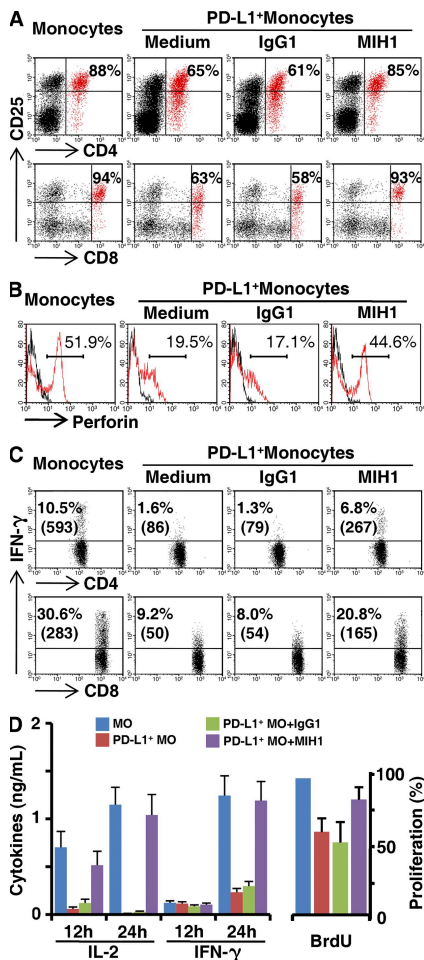 A
PD-L1⁺Monocytes
Monocytes
Medium
IgG1
MIH1
88%
65%
61%
85%
CD25
CD4
94%
63%
58%
93%
CD8
B
PD-L1⁺Monocytes
Monocytes
Medium
IgG1
MIH1
51.9%
19.5%
17.1%
44.6%
Perforin
C
PD-L1⁺Monocytes
Monocytes
Medium
IgG1
MIH1
10.5%
(593)
1.6%
(86)
1.3%
(79)
6.8%
(267)
IFN-γ
CD4
30.6%
(283)
9.2%
(50)
8.0%
(54)
20.8%
(165)
CD8
D
MO
PD-L1⁺ MO
PD-L1⁺ MO+IgG1
PD-L1⁺ MO+MIH1
Cytokines (ng/mL)
2
1
0
12h
24h
12h
24h
IL-2
IFN-γ
BrdU
100
50
0
Proliferation (%)